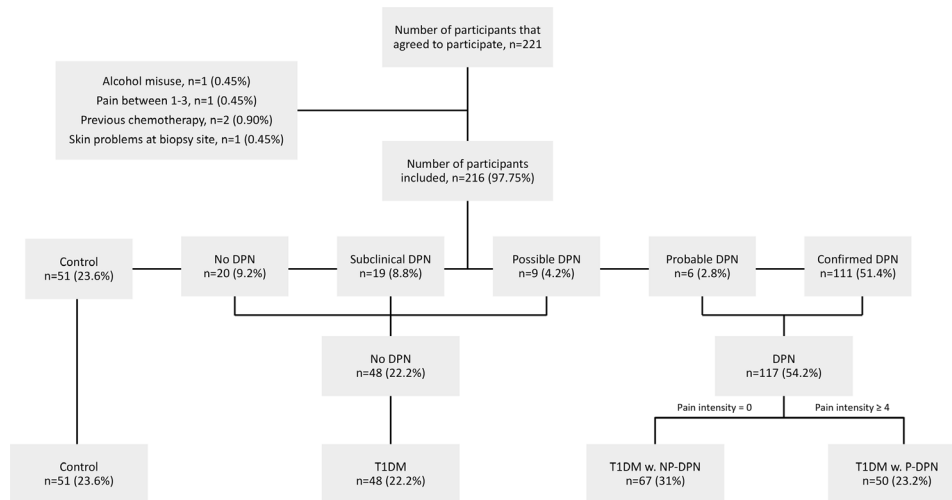 Number of participants that
agreed to participate, n=221
Alcohol misuse, n=1 (0.45%)
Pain between 1-3, n=1 (0.45%)
Previous chemotherapy, n=2 (0.90%)
Skin problems at biopsy site, n=1 (0.45%)
Number of participants
included, n=216 (97.75%)
Control
n=51 (23.6%)
No DPN
n=20 (9.2%)
Subclinical DPN
n=19 (8.8%)
Possible DPN
n=9 (4.2%)
Probable DPN
n=6 (2.8%)
Confirmed DPN
n=111 (51.4%)
No DPN
n=48 (22.2%)
DPN
n=117 (54.2%)
Pain intensity = 0
Pain intensity ≥ 4
Control
n=51 (23.6%)
T1DM
n=48 (22.2%)
T1DM w. NP-DPN
n=67 (31%)
T1DM w. P-DPN
n=50 (23.2%)